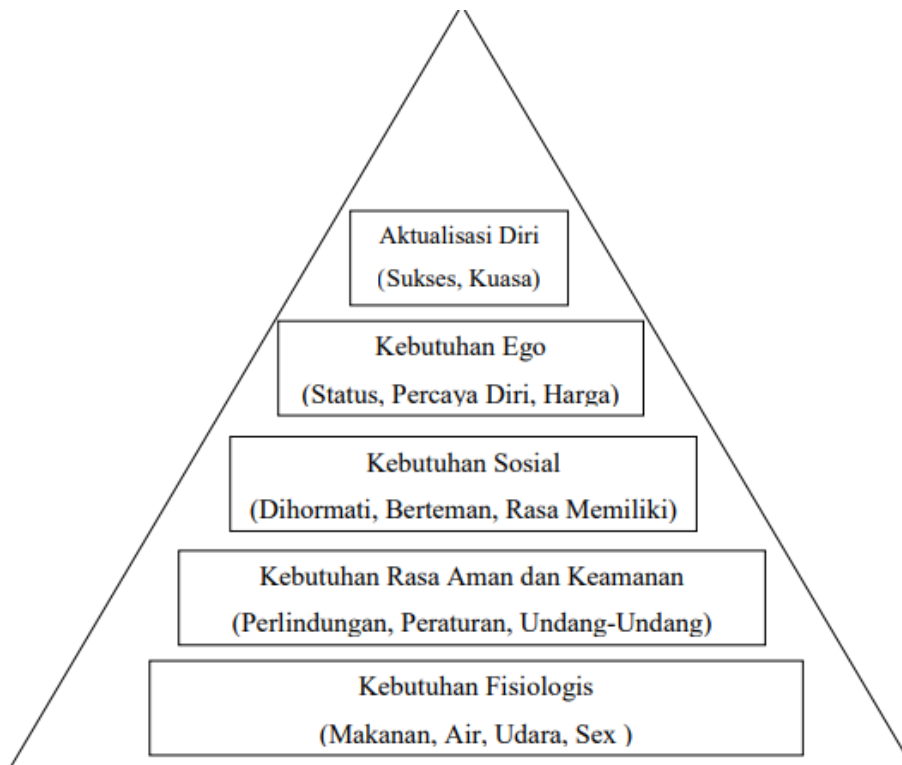 Aktualisasi Diri
(Sukses, Kuasa)
Kebutuhan Ego
(Status, Percaya Diri, Harga)
Kebutuhan Sosial
(Dihormati, Berteman, Rasa Memiliki)
Kebutuhan Rasa Aman dan Keamanan
(Perlindungan, Peraturan, Undang-Undang)
Kebutuhan Fisiologis
(Makanan, Air, Udara, Sex )